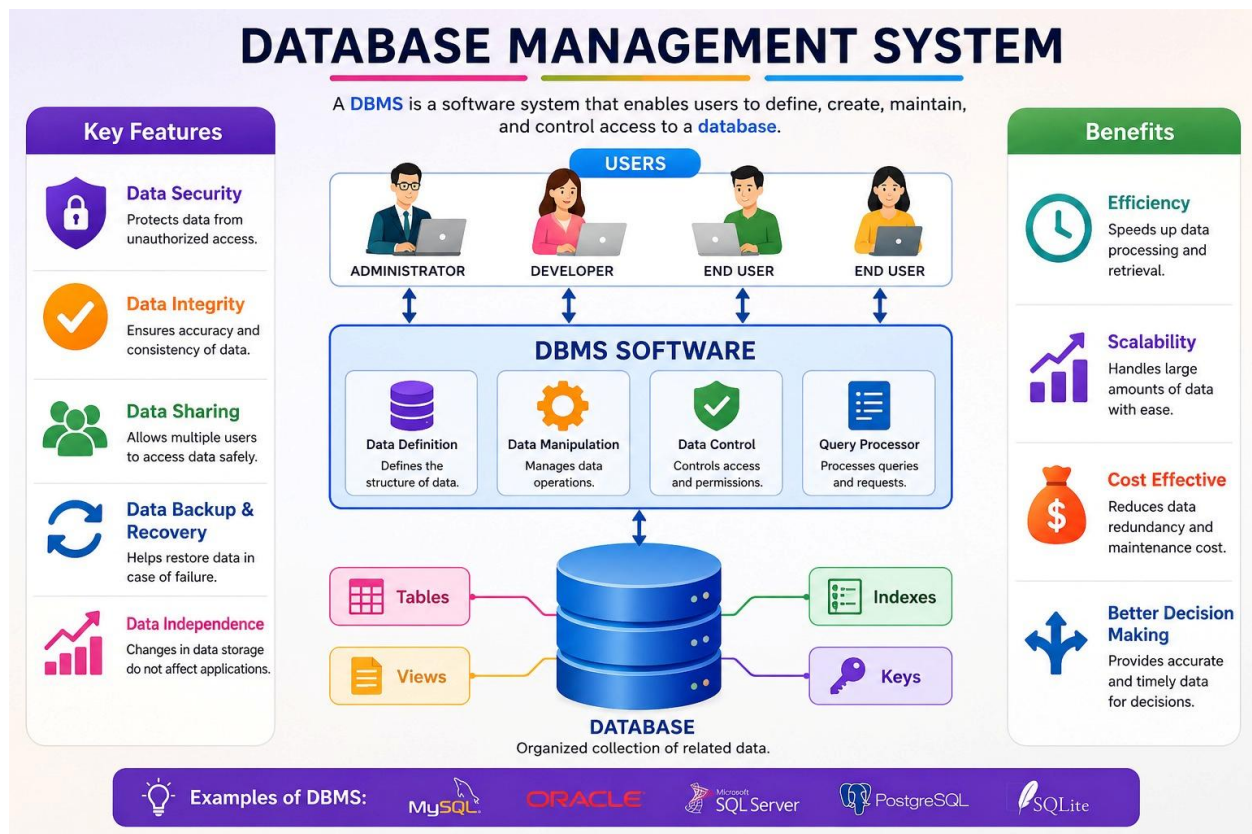 DATABASE MANAGEMENT SYSTEM
A DBMS is a software system that enables users to define, create, maintain,
and control access to a database.
Key Features
Data Security
Protects data from
unauthorized access.
Data Integrity
Ensures accuracy and
consistency of data.
Data Sharing
Allows multiple users
to access data safely.
Data Backup &
Recovery
Helps restore data in
case of failure.
Data Independence
Changes in data storage
do not affect applications.
USERS
ADMINISTRATOR
DEVELOPER
END USER
END USER
DBMS SOFTWARE
Data Definition
Defines the
structure of data.
Data Manipulation
Manages data
operations.
Data Control
Controls access
and permissions.
Query Processor
Processes queries
and requests.
Tables
Views
Indexes
Keys
DATABASE
Organized collection of related data.
Benefits
Efficiency
Speeds up data
processing and
retrieval.
Scalability
Handles large
amounts of data
with ease.
$
Cost Effective
Reduces data
redundancy and
maintenance cost.
Better Decision
Making
Provides accurate
and timely data
for decisions.
Examples of DBMS:
MySQL.
ORACLE
Microsoft
SQL Server
PostgreSQL
SQLite